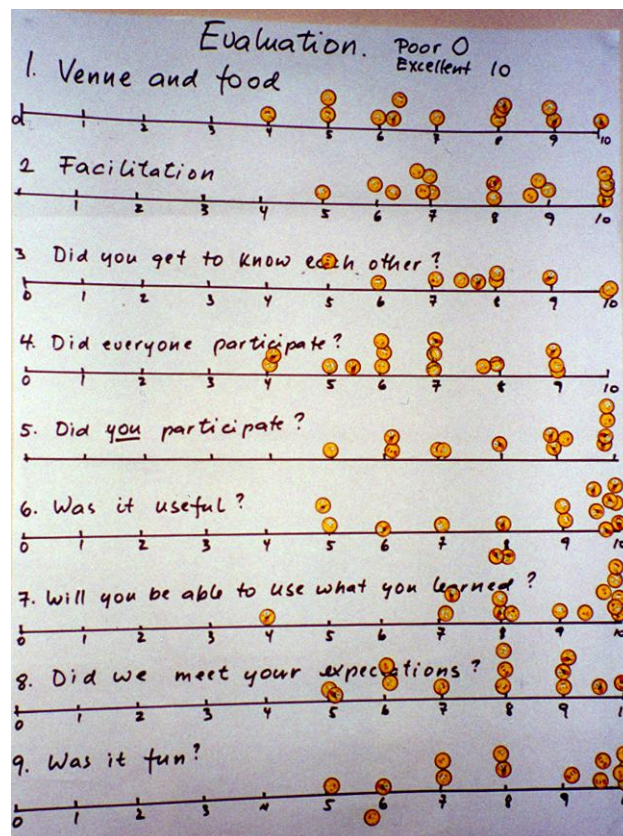 Evaluation. Poor 0
Excellent 10
1. Venue and food
0 1 2 3 4 5 6 7 8 9 10
2 Facilitation
1 2 3 4 5 6 7 8 9 10
3 Did you get to know each other?
0 1 2 3 4 5 6 7 8 9 10
4. Did everyone participate?
0 1 2 3 4 5 6 7 8 9 10
5. Did you participate?
6. Was it useful?
0 1 2 3 4 5 6 7 8 9 10
7. Will you be able to use what you learned?
0 1 2 3 4 5 6 7 8 9 10
8. Did we meet your expectations?
0 1 2 3 4 5 6 7 8 9 1
9. Was it fun?
0 1 2 3 4 5 6 7 8 9